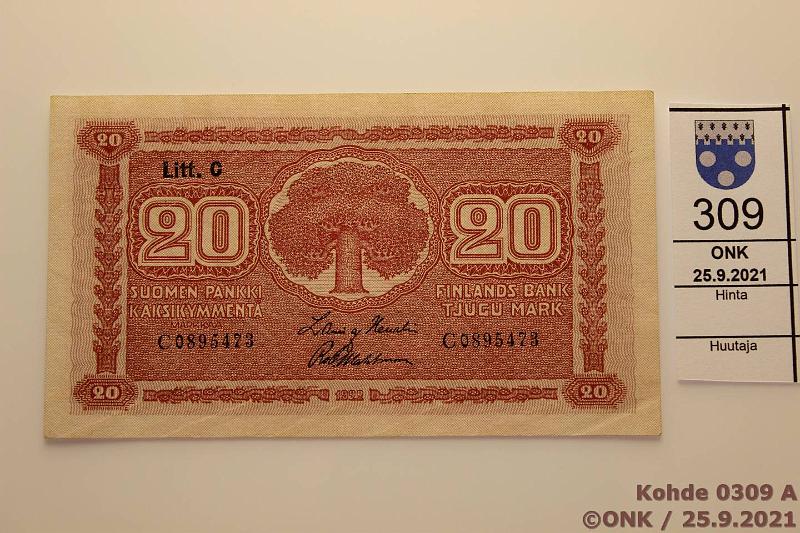 20 20
Litt. C
20 20
SUOMEN PANKKI FINLANDS BANK
KAKSIKYMMENTÄ TJUGU MARK
MARKKAA
C0895473 C0895473
20 1922 20
309
ONK
25.9.2021
Hinta
Huutaja
Kohde 0309 A
©ONK / 25.9.2021